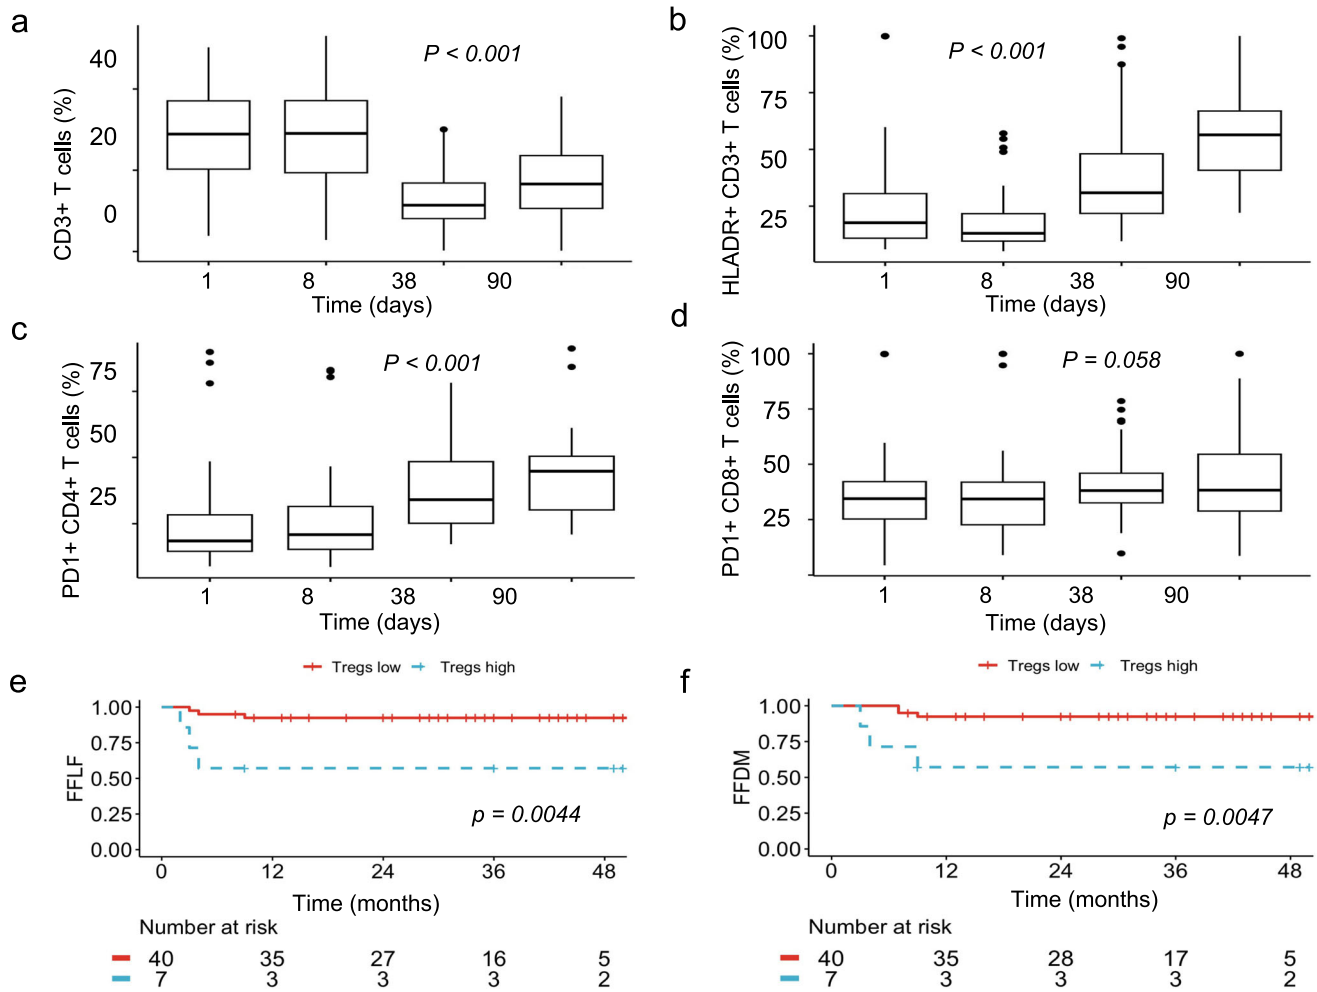 a
CD3+ T cells (%)
40
20
0
P < 0.001
1 8 38 90
Time (days)
b
HLADR+ CD3+ T cells (%)
100
75
50
25
P < 0.001
1 8 38 90
Time (days)
c
PD1+ CD4+ T cells (%)
75
50
25
P < 0.001
1 8 38 90
Time (days)
d
PD1+ CD8+ T cells (%)
100
75
50
25
P = 0.058
1 8 38 90
Time (days)
e
Tregs low Tregs high
FFLF
1.00
0.75
0.50
0.25
0.00
p = 0.0044
0 12 24 36 48
Time (months)
Number at risk
40 35 27 16 5
7 3 3 3 2
f
Tregs low Tregs high
FFDM
1.00
0.75
0.50
0.25
0.00
p = 0.0047
0 12 24 36 48
Time (months)
Number at risk
40 35 28 17 5
7 3 3 3 2